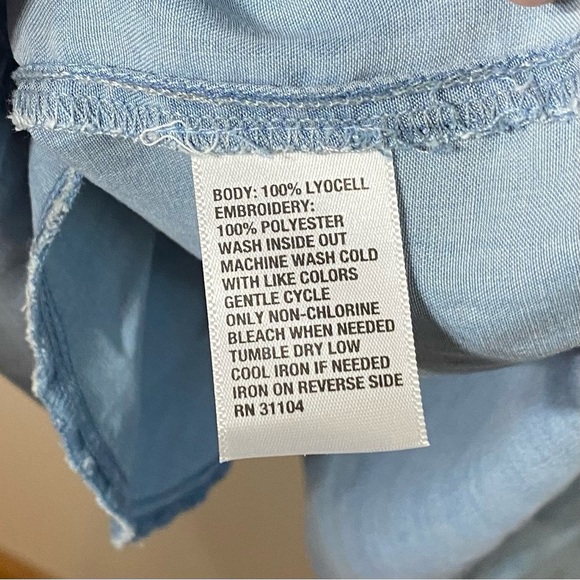 BODY: 100% LYOCELL
EMBROIDERY:
100% POLYESTER
WASH INSIDE OUT
MACHINE WASH COLD
WITH LIKE COLORS
GENTLE CYCLE
ONLY NON-CHLORINE
BLEACH WHEN NEEDED
TUMBLE DRY LOW
COOL IRON IF NEEDED
IRON ON REVERSE SIDE
RN 31104